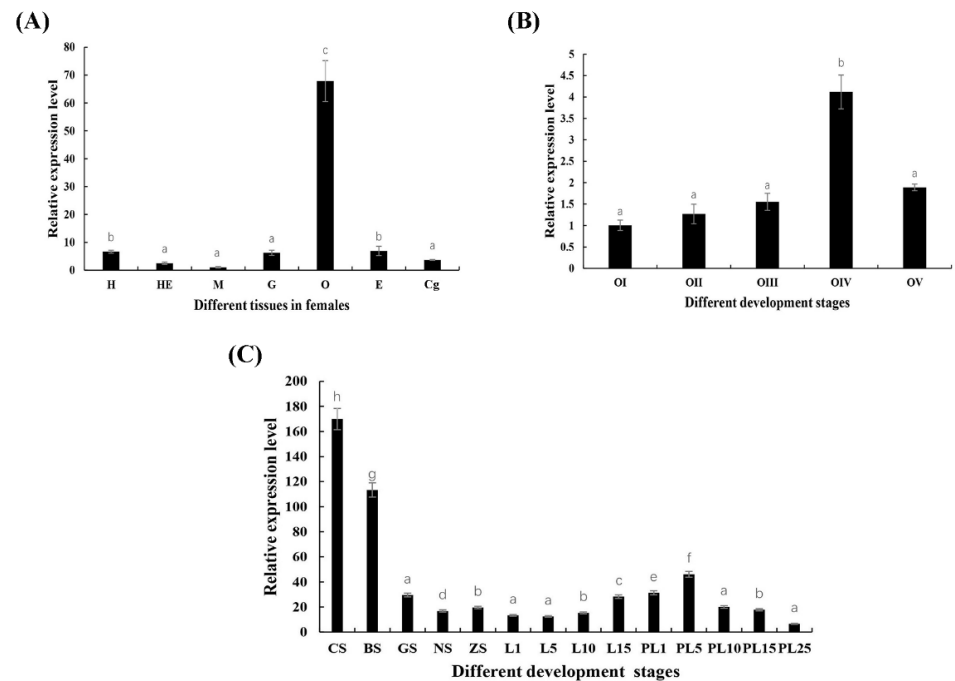 (A)
Relative expression level
80
70
60
50
40
30
20
10
0
b
a
a
a
c
b
a
H HE M G O E Cg
Different tissues in females
(B)
Relative expression level
5
4.5
4
3.5
3
2.5
2
1.5
1
0.5
0
a
a
a
b
a
OI OII OIII OIV OV
Different development stages
(C)
Relative expression level
200
180
160
140
120
100
80
60
40
20
0
h
g
a
d
b
a
a
b
c
e
f
a
b
a
CS BS GS NS ZS L1 L5 L10 L15 PL1 PL5 PL10 PL15 PL25
Different development stages